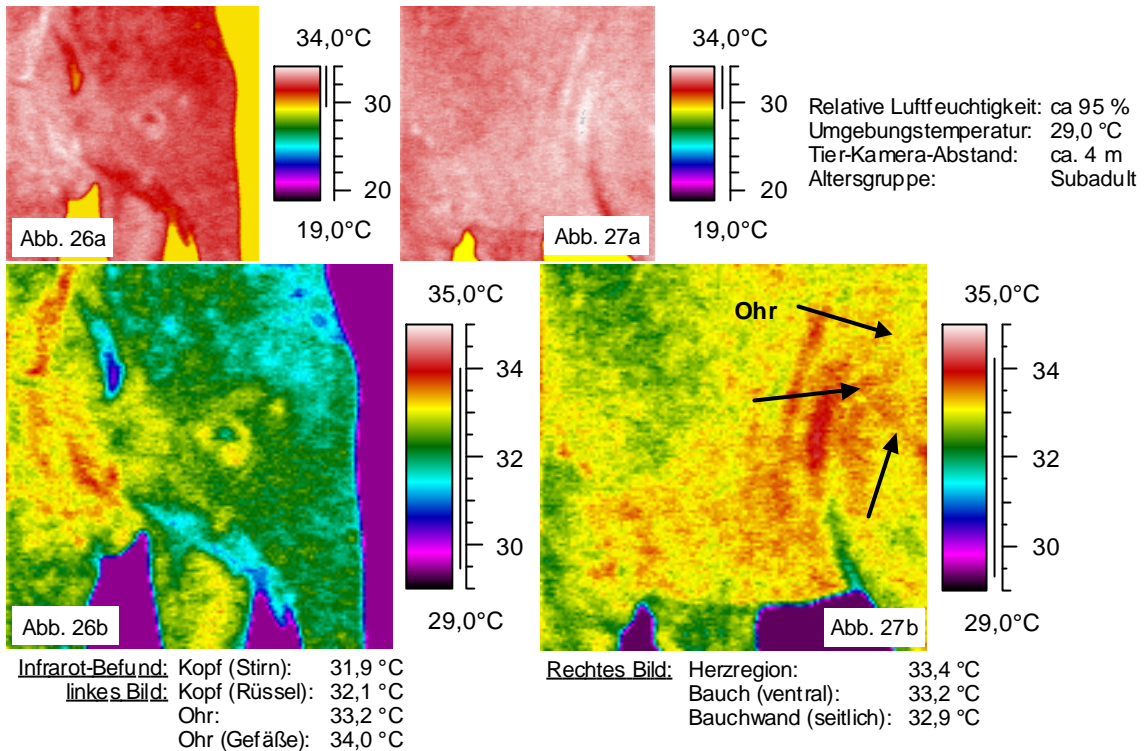 34,0°C
30
20
19,0°C
Abb. 26a
34,0°C
30
20
19,0°C
Abb. 27a
Relative Luftfeuchtigkeit: ca 95 %
Umgebungstemperatur: 29,0 °C
Tier-Kamera-Abstand: ca. 4 m
Altersgruppe: Subadult
35,0°C
34
32
30
29,0°C
Abb. 26b
Ohr
35,0°C
34
32
30
29,0°C
Abb. 27b
Infrarot-Befund: Kopf (Stirn): 31,9 °C
linkes Bild: Kopf (Rüssel): 32,1 °C
Ohr: 33,2 °C
Ohr (Gefäße): 34,0 °C
Rechtes Bild: Herzregion: 33,4 °C
Bauch (ventral): 33,2 °C
Bauchwand (seitlich): 32,9 °C